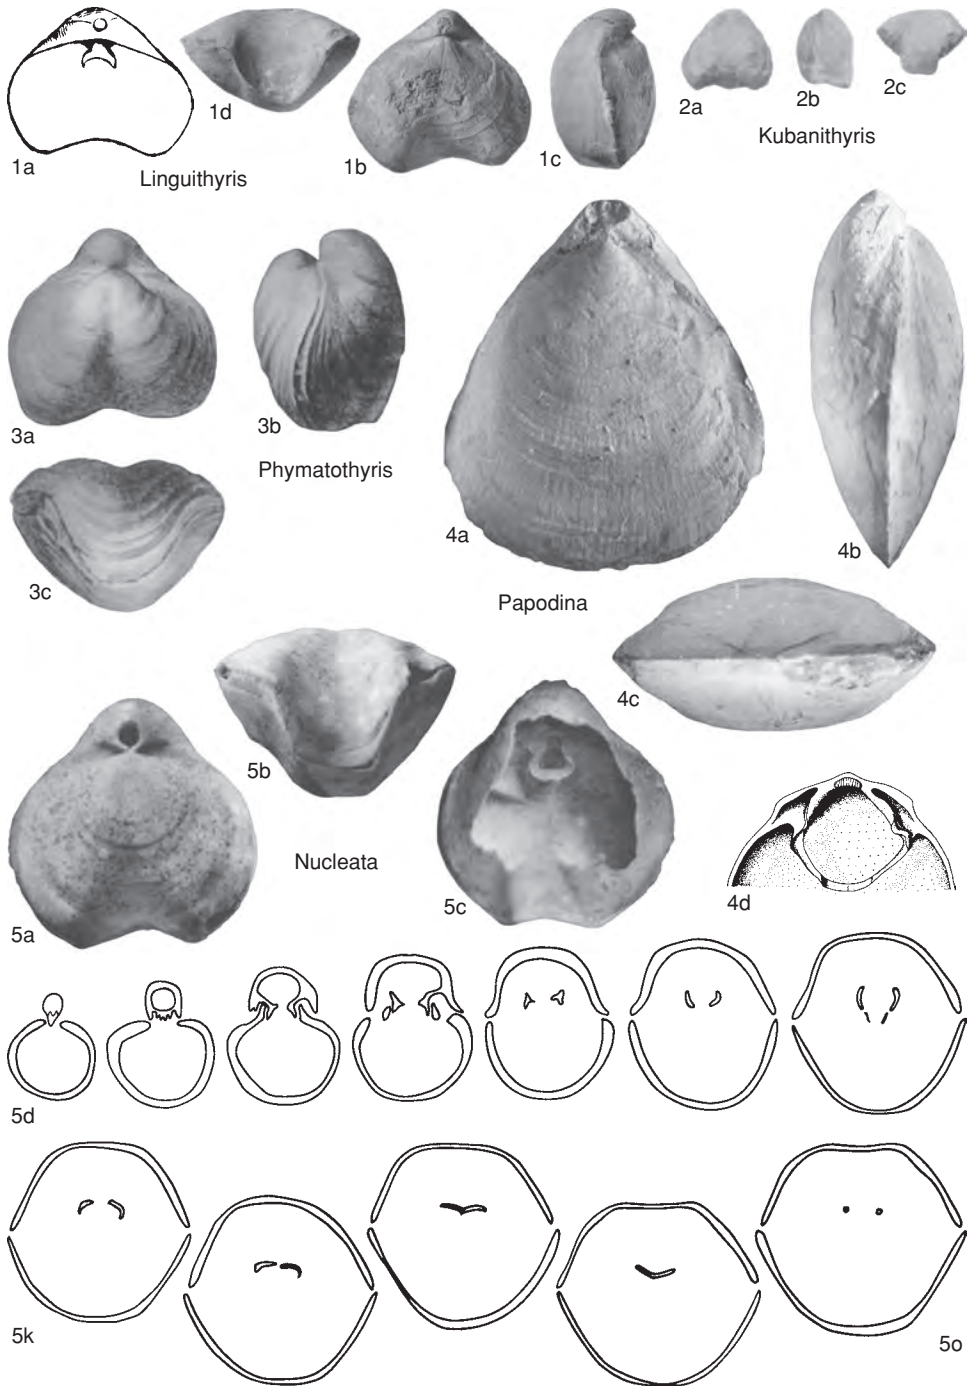 1a
1d
1b
1c
2a
2b
2c
Linguithyris
Kubanithyris
3a
3b
Phymatothyris
3c
4a
4b
Papodina
4c
5a
5b
Nucleata
5c
4d
5d
5k
5o